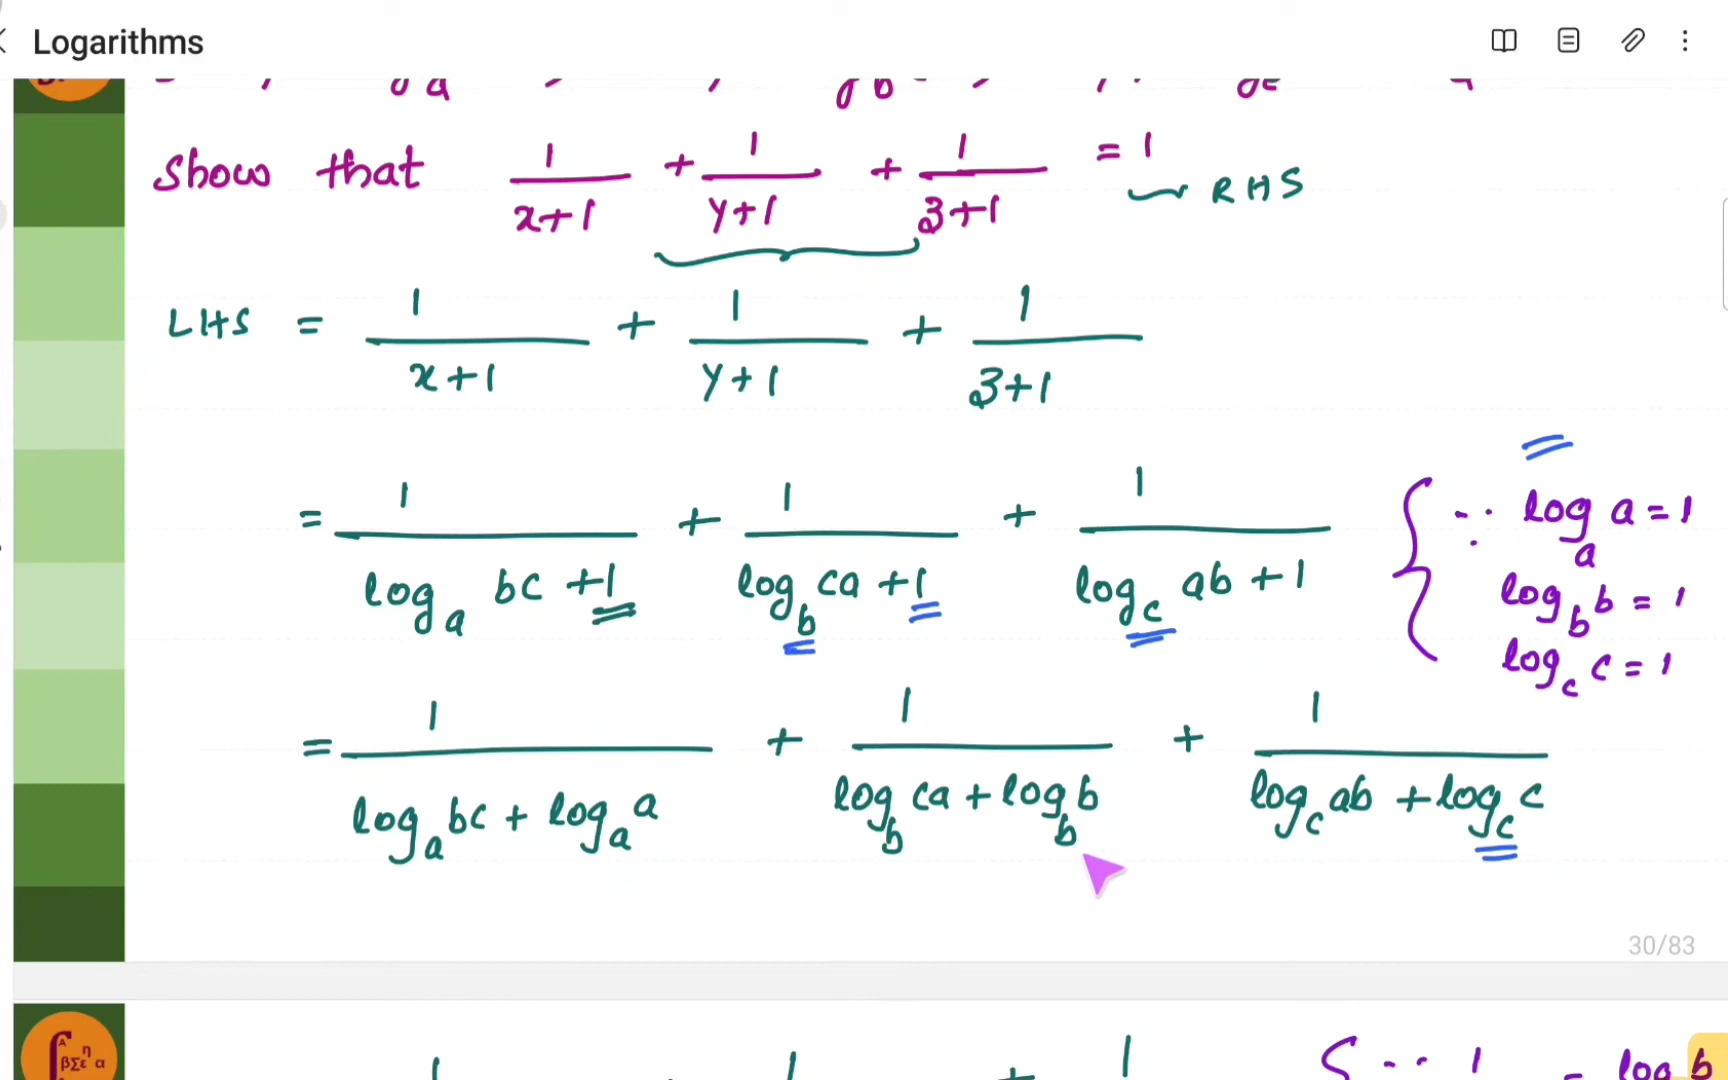 Logarithms
Show that 1/(x+1) + 1/(y+1) + 1/(z+1) = 1 RHS
LHS = 1/(x+1) + 1/(y+1) + 1/(z+1)
= 1/(log_a bc + 1) + 1/(log_b ca + 1) + 1/(log_c ab + 1) { ∵ log_a a = 1
log_b b = 1
log_c c = 1
= 1/(log_a bc + log_a a) + 1/(log_b ca + log_b b) + 1/(log_c ab + log_c c)
30/83